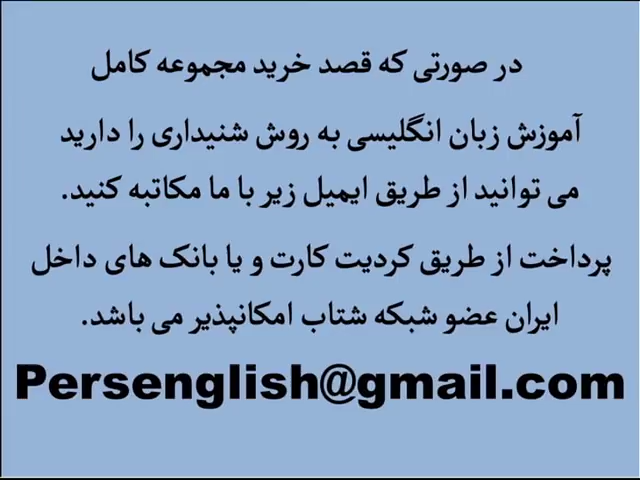 در صورتی که قصد خرید مجموعه کامل
آموزش زبان انگلیسی به روش شنیداری را دارید
می توانید از طریق ایمیل زیر با ما مکاتبه کنید.
پرداخت از طریق کردیت کارت و یا بانک های داخل
ایران عضو شبکه شتاب امکانپذیر می باشد.
Persenglish@gmail.com